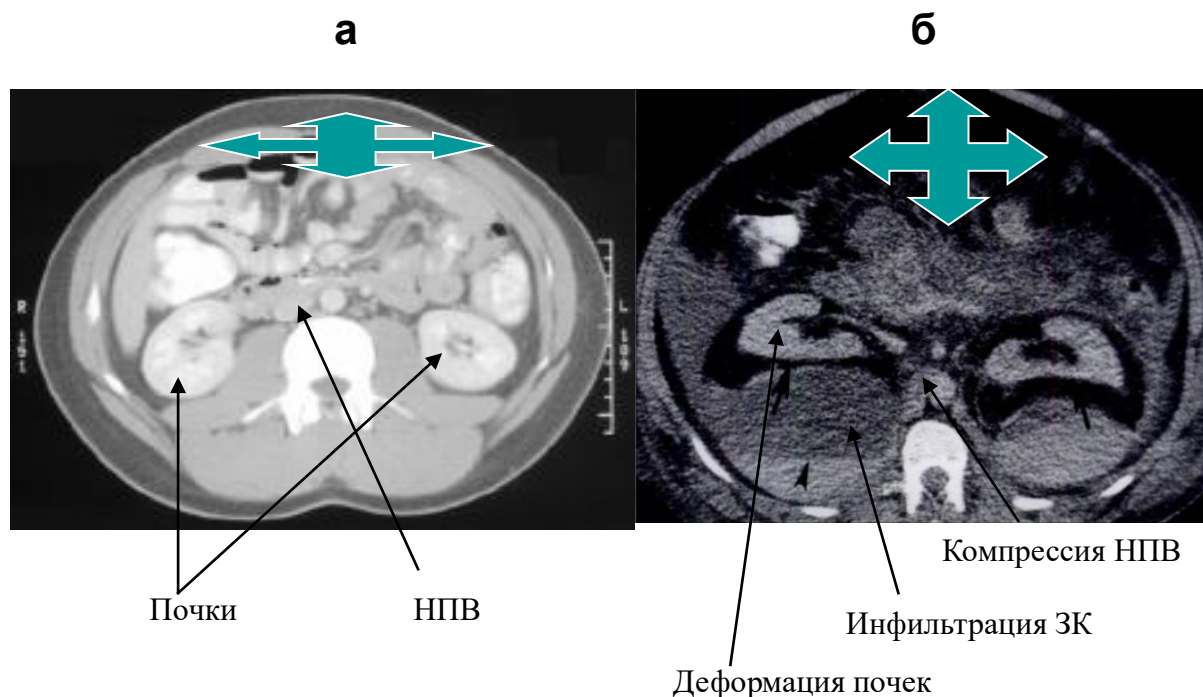 а
б
Почки
НПВ
Компрессия НПВ
Инфильтрация ЗК
Деформация почек